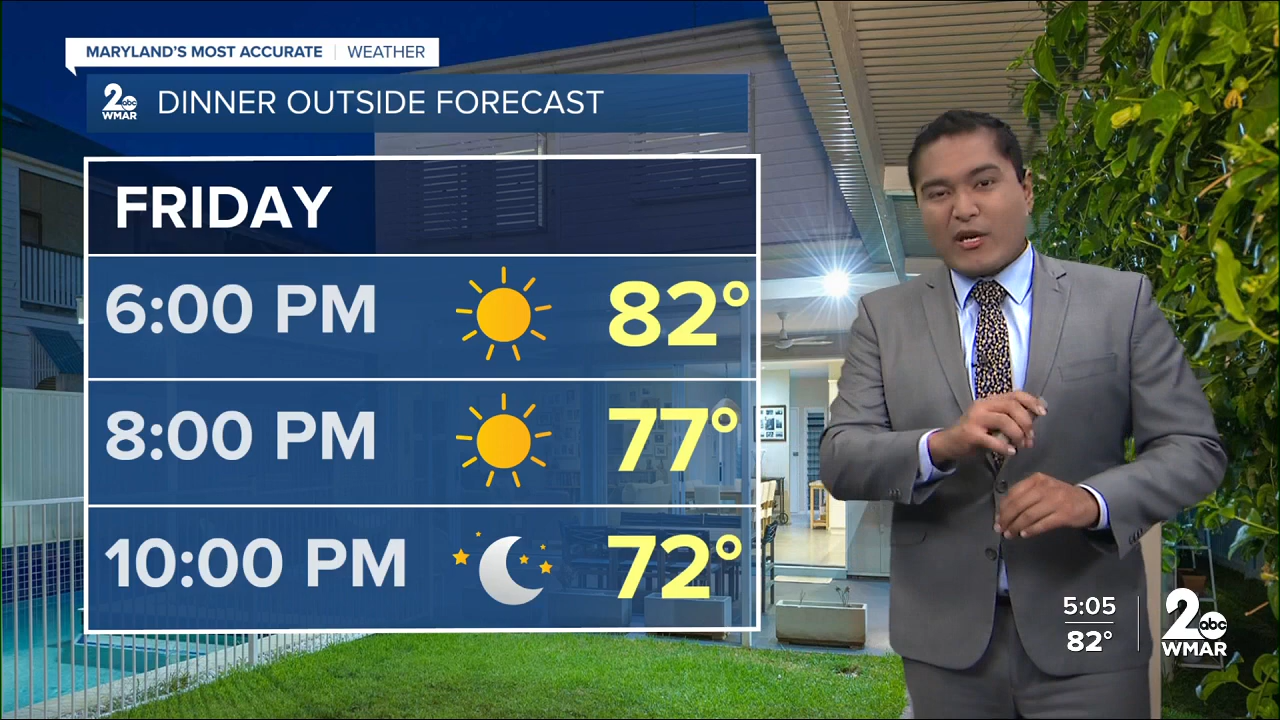 MARYLAND'S MOST ACCURATE | WEATHER
2 abc WMAR DINNER OUTSIDE FORECAST
FRIDAY
6:00 PM 82°
8:00 PM 77°
10:00 PM 72°
5:05
82°
2 abc
WMAR